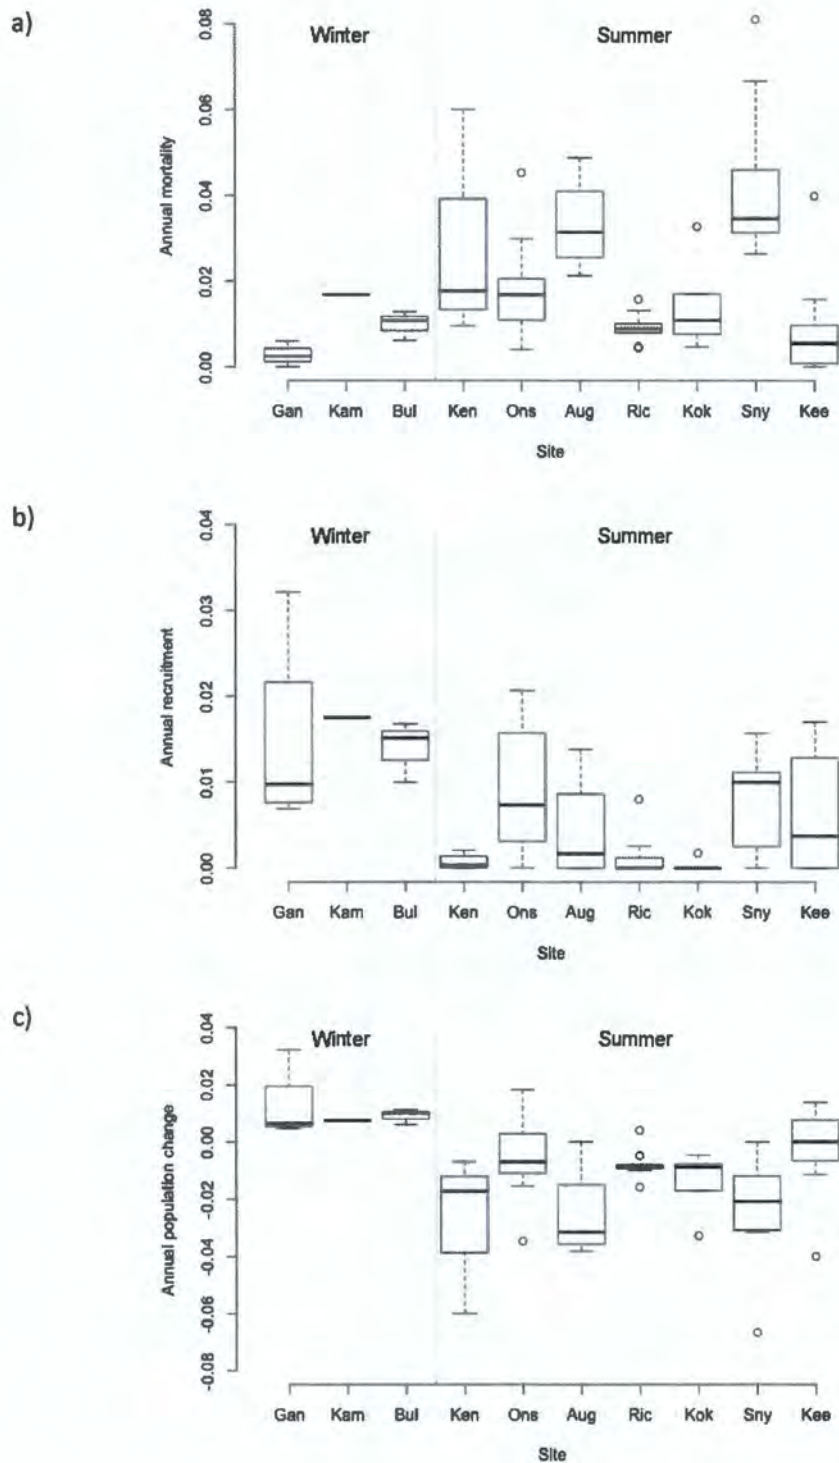 a)
Winter Summer
Annual mortality
0.08
0.06
0.04
0.02
0.00
Gan Kam Bul Ken Ons Aug Ric Kok Sny Kee
Site
b)
Winter Summer
Annual recruitment
0.04
0.03
0.02
0.01
0.00
Gan Kam Bul Ken Ons Aug Ric Kok Sny Kee
Site
c)
Winter Summer
Annual population change
0.04
0.02
0.00
-0.02
-0.04
-0.06
-0.08
Gan Kam Bul Ken Ons Aug Ric Kok Sny Kee
Site